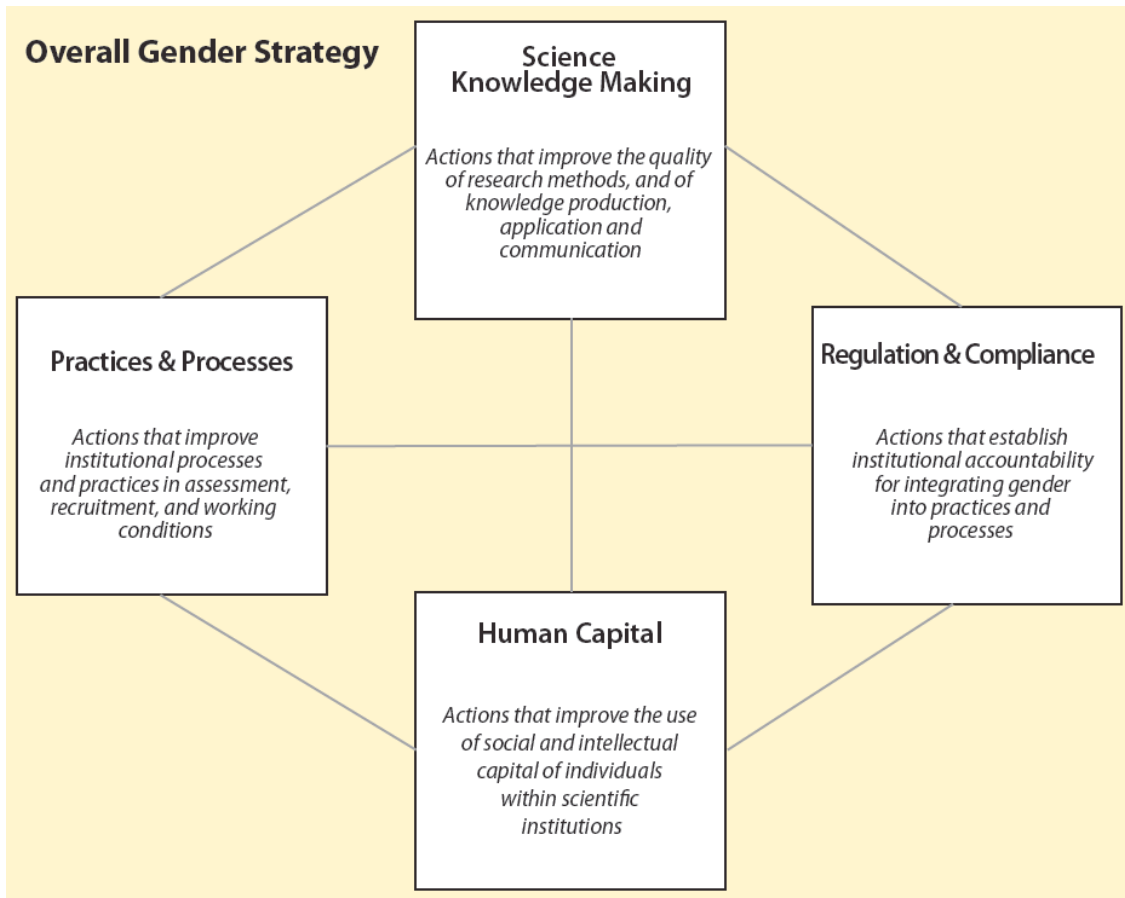 Overall Gender Strategy
Science
Knowledge Making
Actions that improve the quality
of research methods, and of
knowledge production,
application and
communication
Practices & Processes
Actions that improve
institutional processes
and practices in assessment,
recruitment, and working
conditions
Regulation & Compliance
Actions that establish
institutional accountability
for integrating gender
into practices and
processes
Human Capital
Actions that improve the use
of social and intellectual
capital of individuals
within scientific
institutions